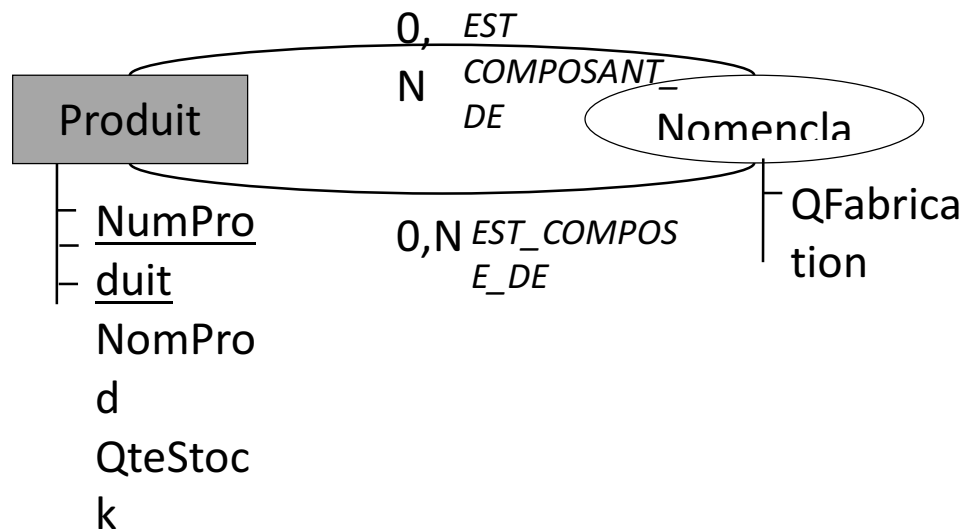 0, EST
N COMPOSANT_
DE
Produit
Nomencla
NumPro
duit
NomPro
d
QteStoc
k
0,N EST_COMPOS
E_DE
QFabrica
tion